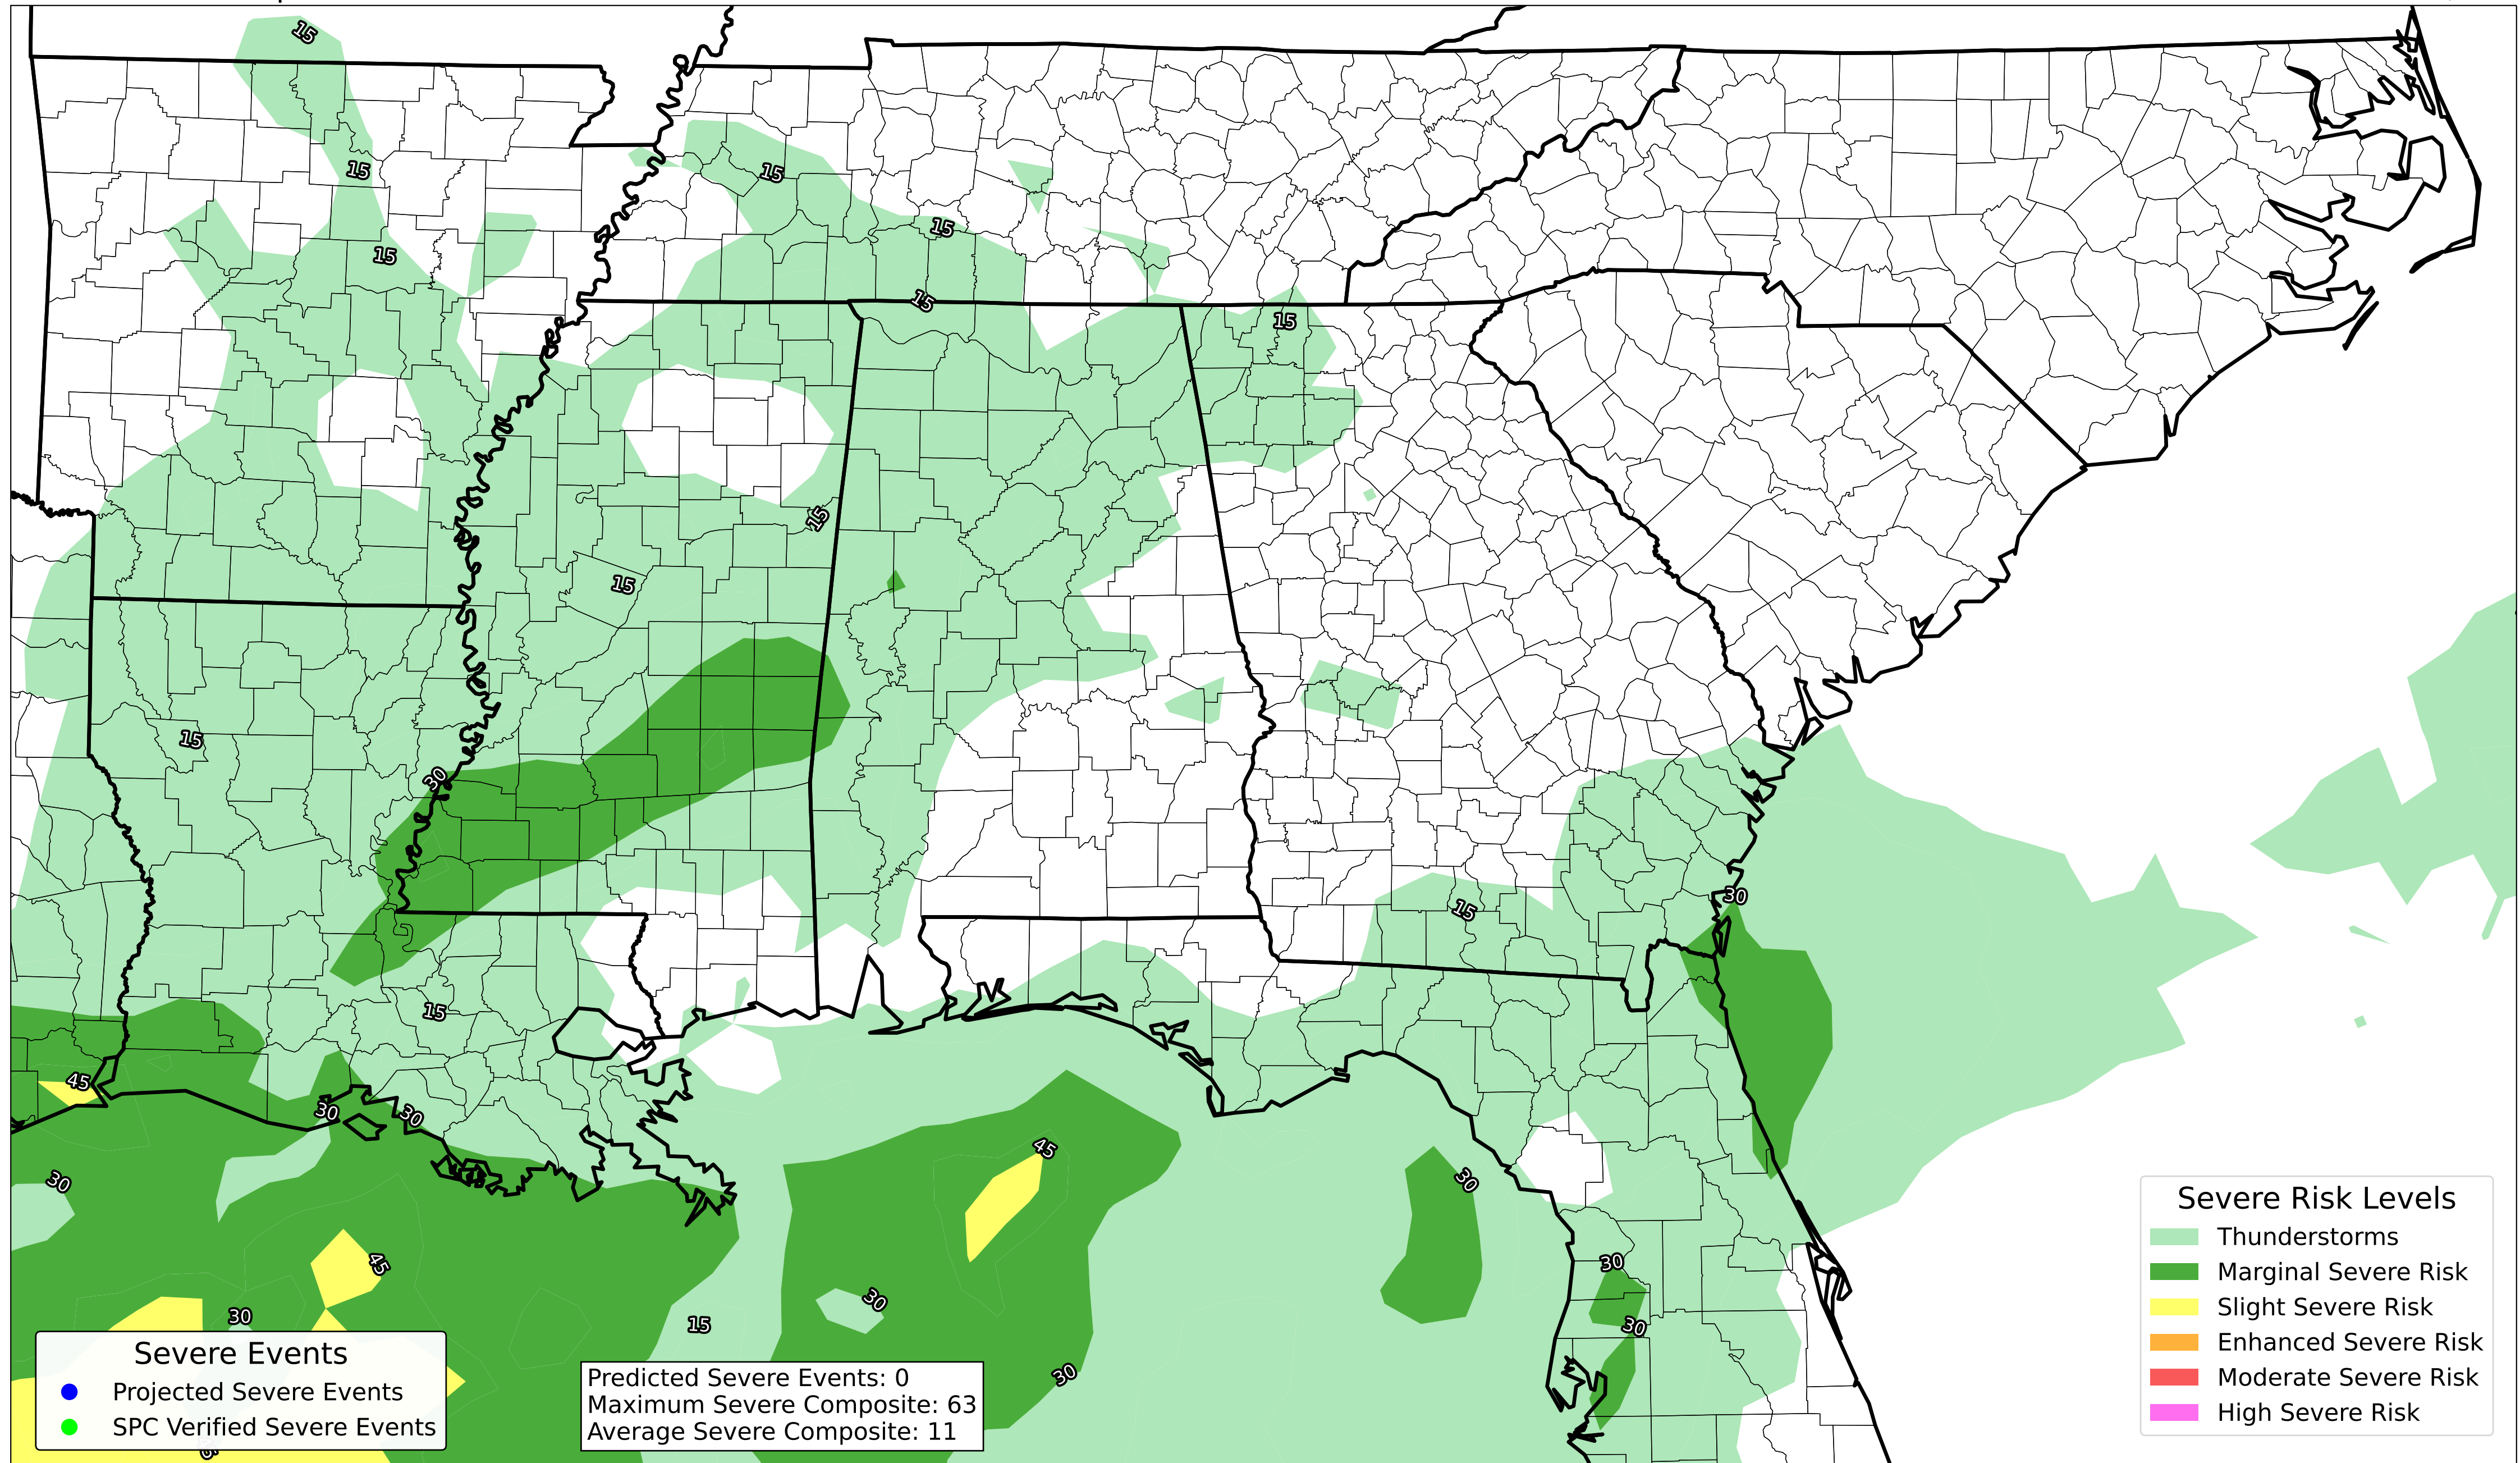 15
15
15
15
15
15
15
15
15
15
30
30
15
15
45
30
30
45
30
30
30
45
30
30
15
30
30
Severe Events
Projected Severe Events
SPC Verified Severe Events
Predicted Severe Events: 0
Maximum Severe Composite: 63
Average Severe Composite: 11
Severe Risk Levels
Thunderstorms
Marginal Severe Risk
Slight Severe Risk
Enhanced Severe Risk
Moderate Severe Risk
High Severe Risk